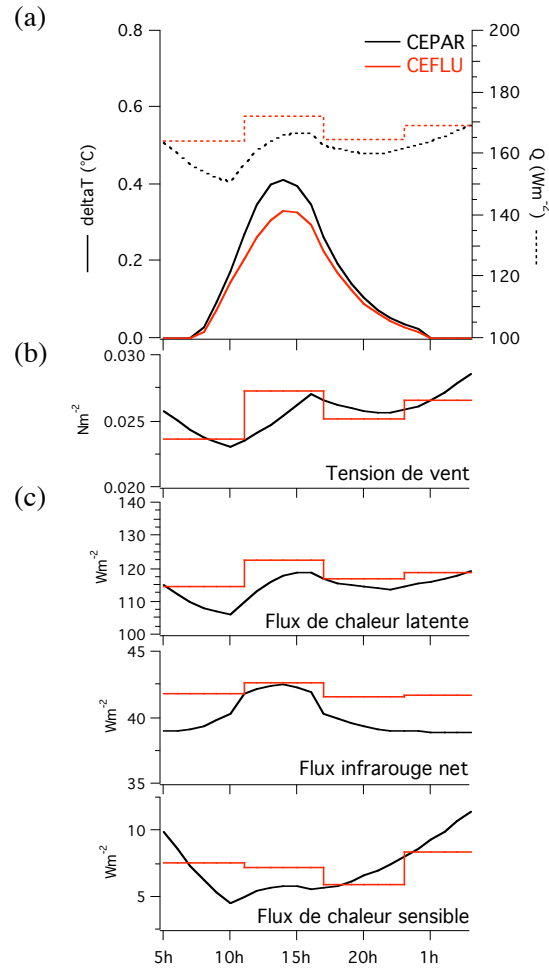 (a)
0.8
0.6
0.4
0.2
0.0
deltaT (°C)
CEPAR
CEFLU
200
180
160
140
120
100
Q (Wm-2)
(b)
0.030
0.025
0.020
Nm-2
Tension de vent
(c)
140
130
120
110
100
Wm-2
Flux de chaleur latente
45
40
35
Wm-2
Flux infrarouge net
10
5
Wm-2
Flux de chaleur sensible
5h 10h 15h 20h 1h